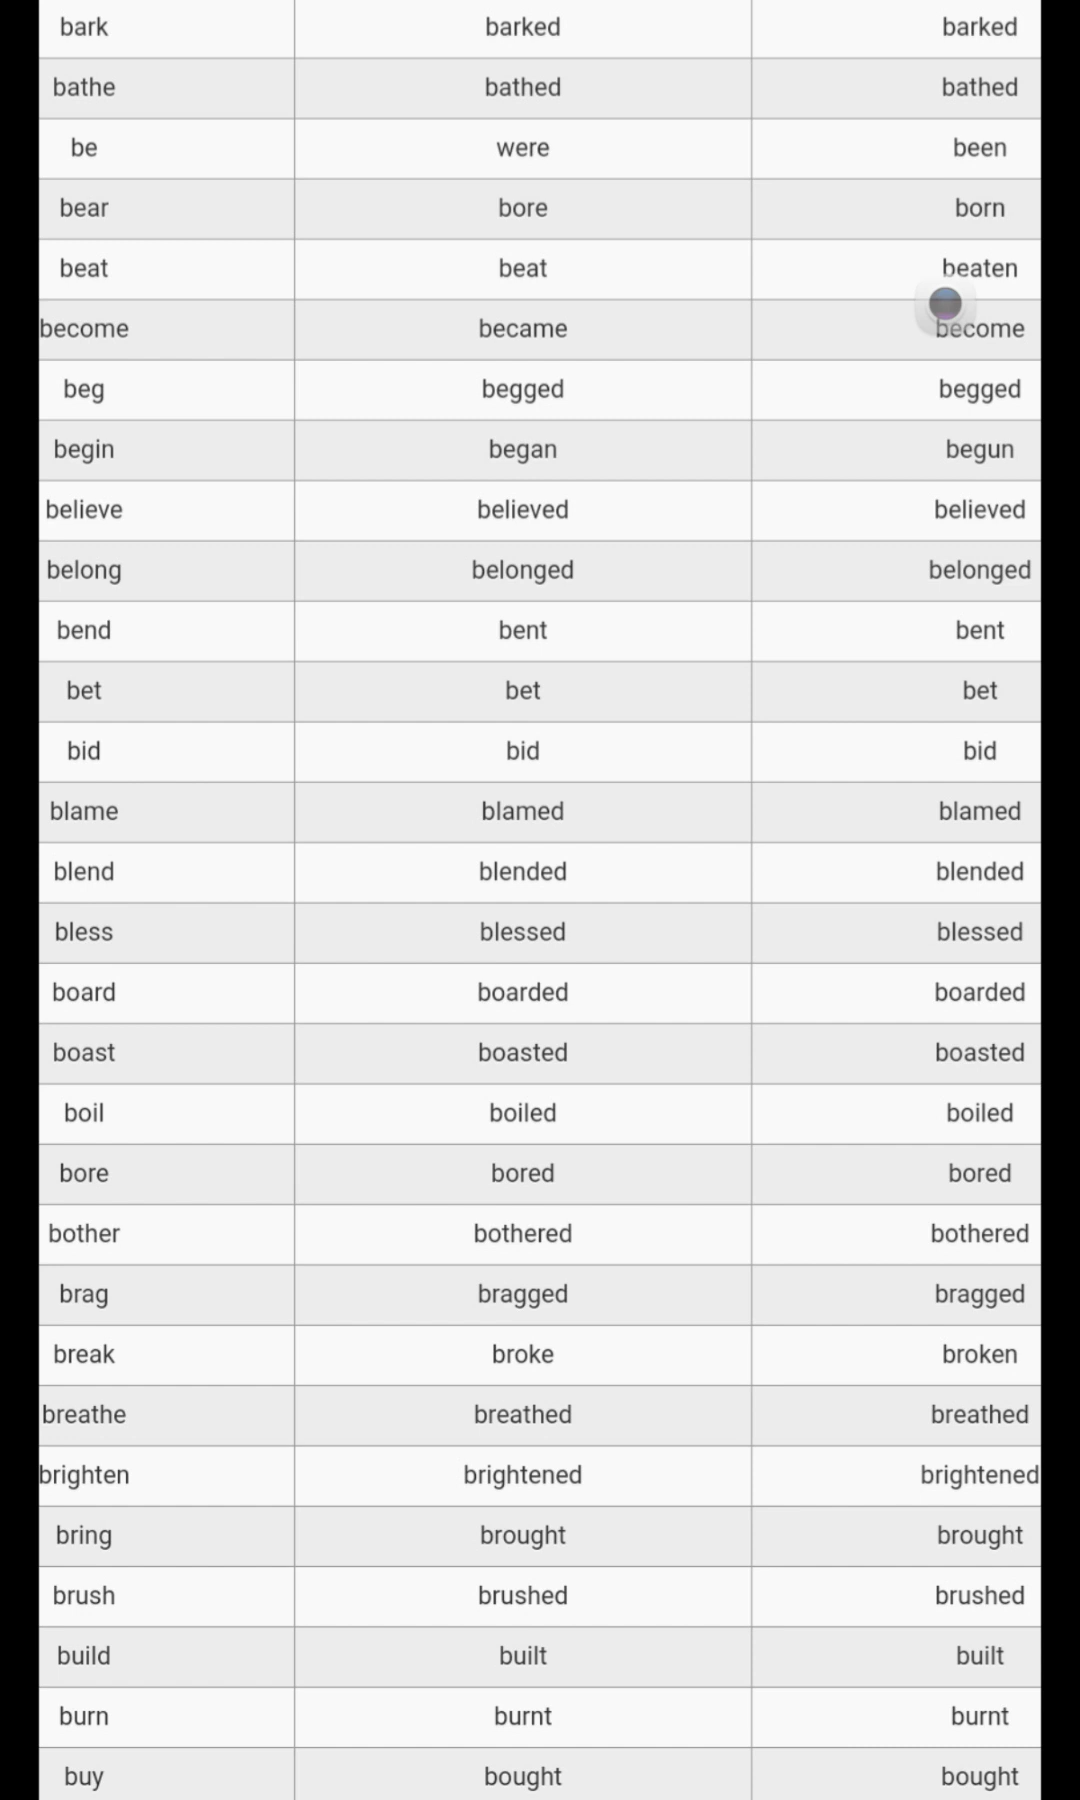 bark barked barked
bathe bathed bathed
be were been
bear bore born
beat beat beaten
become became become
beg begged begged
begin began begun
believe believed believed
belong belonged belonged
bend bent bent
bet bet bet
bid bid bid
blame blamed blamed
blend blended blended
bless blessed blessed
board boarded boarded
boast boasted boasted
boil boiled boiled
bore bored bored
bother bothered bothered
brag bragged bragged
break broke broken
breathe breathed breathed
brighten brightened brightened
bring brought brought
brush brushed brushed
build built built
burn burnt burnt
buy bought bought